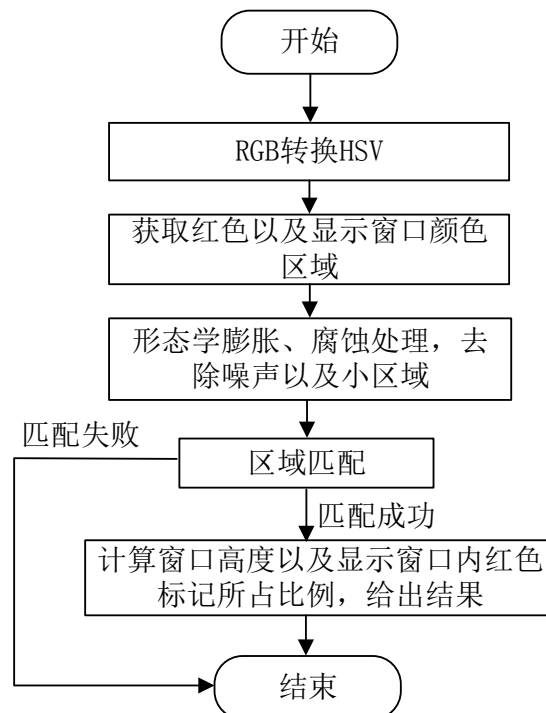 开始
RGB转换HSV
获取红色以及显示窗口颜色
区域
形态学膨胀、腐蚀处理，去
除噪声以及小区域
匹配失败
区域匹配
匹配成功
计算窗口高度以及显示窗口内红色
标记所占比例，给出结果
结束